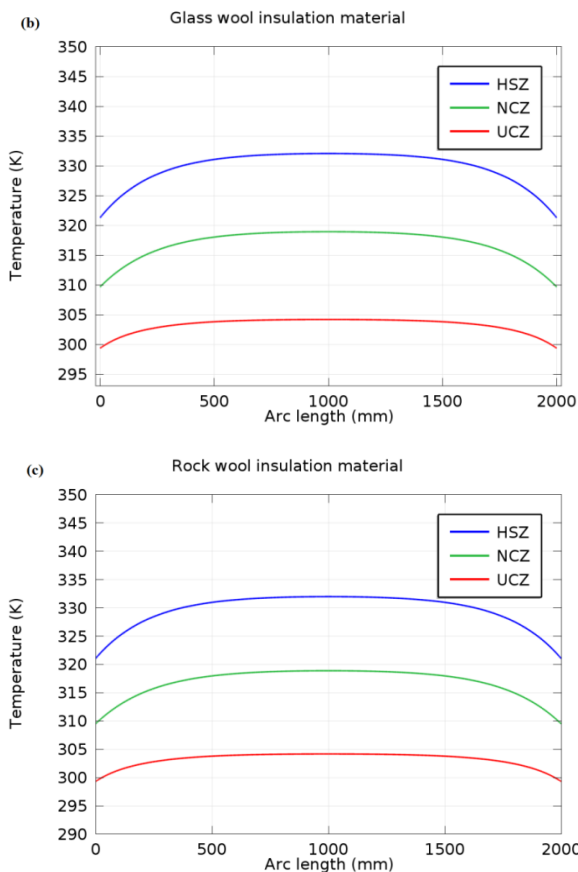 (b)
Glass wool insulation material
350
345
340
335
330
325
320
315
310
305
300
295
Temperature (K)
HSZ
NCZ
UCZ
0 500 1000 1500 2000
Arc length (mm)
(c)
Rock wool insulation material
350
345
340
335
330
325
320
315
310
305
300
295
290
Temperature (K)
HSZ
NCZ
UCZ
0 500 1000 1500 2000
Arc length (mm)